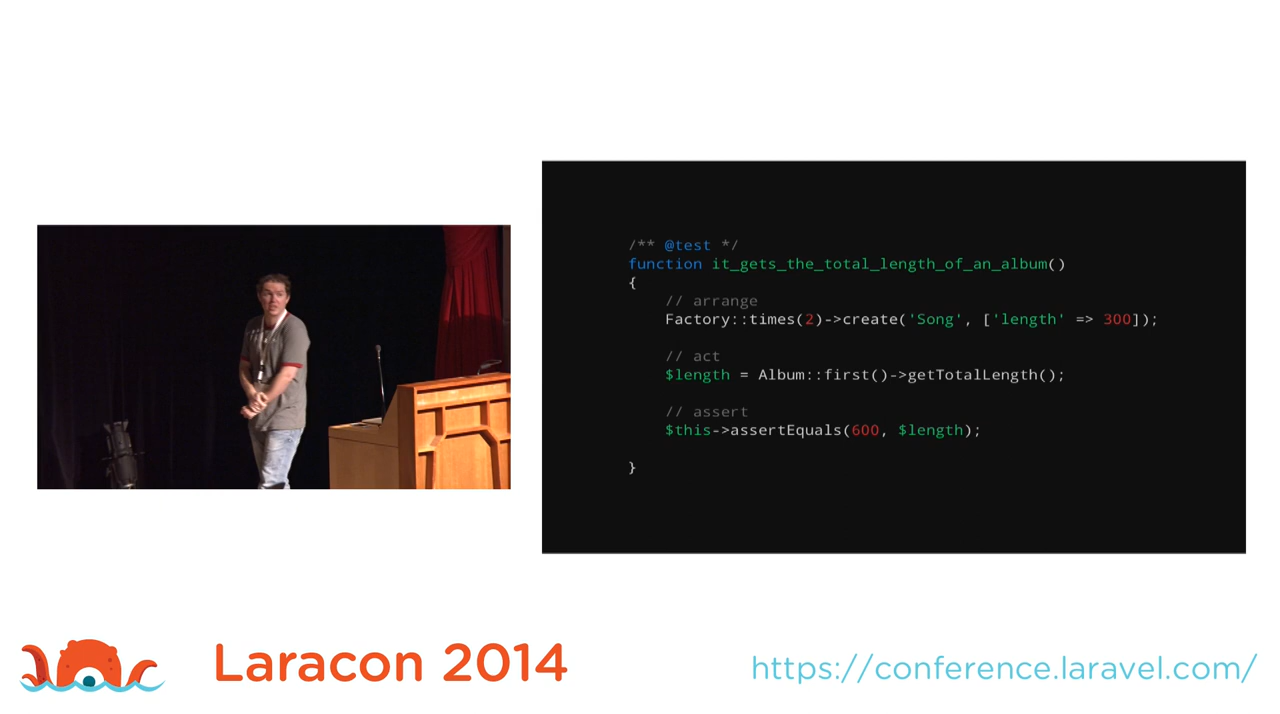 /** @test */
function it_gets_the_total_length_of_an_album()
{
// arrange
Factory::times(2)->create('Song', ['length' => 300]);
// act
$length = Album::first()->getTotalLength();
// assert
$this->assertEquals(600, $length);
}
Laracon 2014
https://conference.laravel.com/